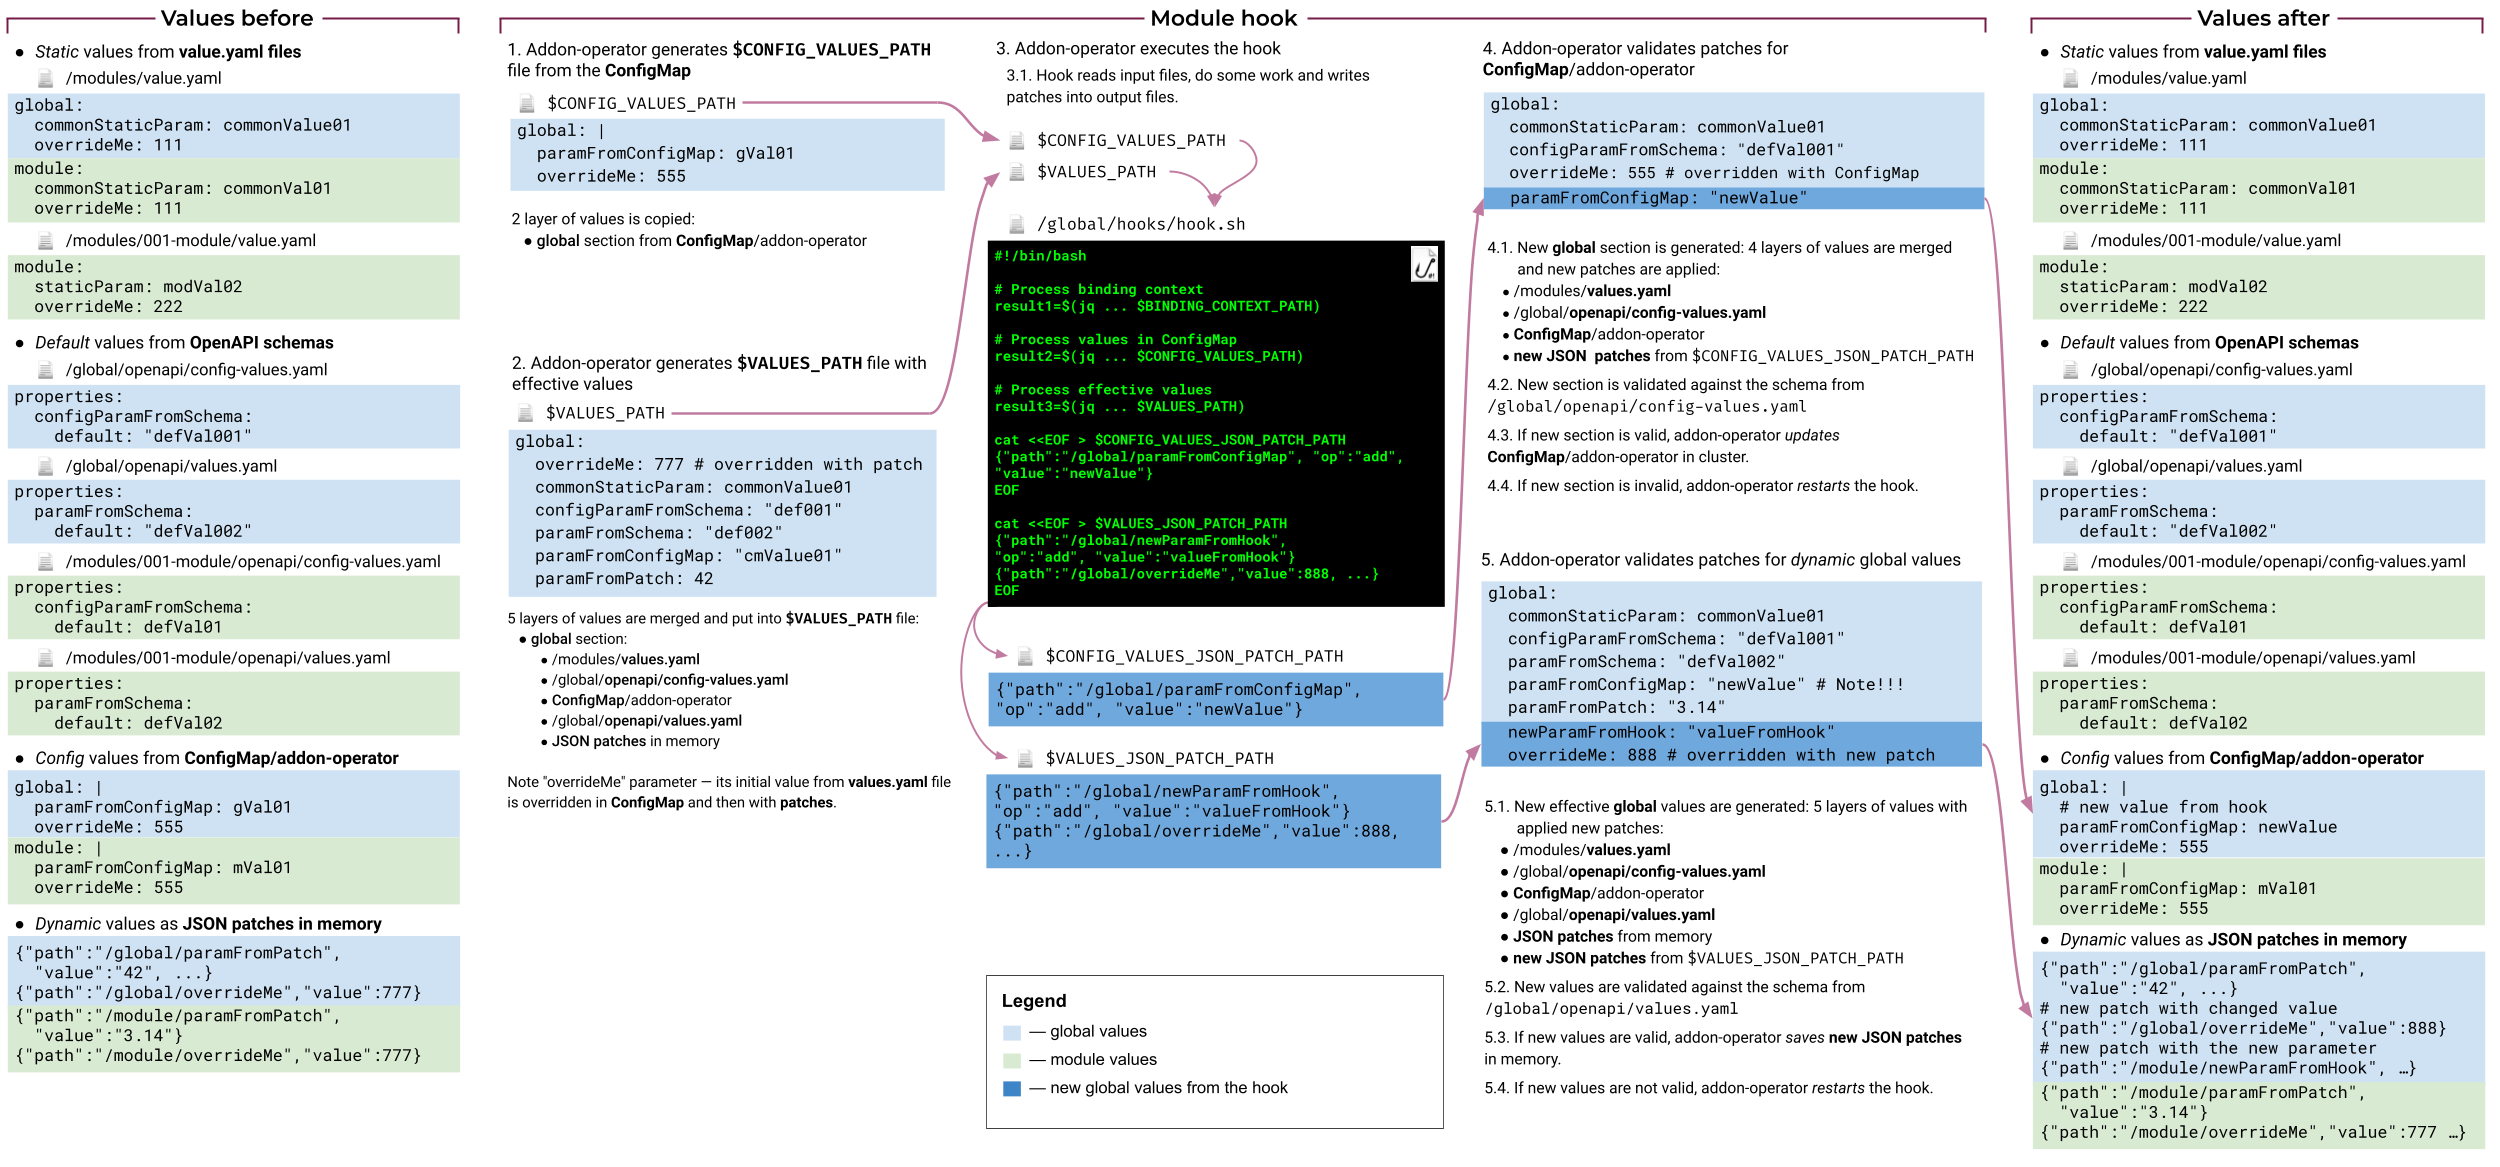 Values before
• Static values from value.yaml files
/modules/value.yaml
global:
  commonStaticParam: commonValue01
  overrideMe: 111
module:
  commonStaticParam: commonVal01
  overrideMe: 111
/modules/001-module/value.yaml
module:
  staticParam: modVal02
  overrideMe: 222
• Default values from OpenAPI schemas
/global/openapi/config-values.yaml
properties:
  configParamFromSchema:
    default: "defVal001"
/global/openapi/values.yaml
properties:
  paramFromSchema:
    default: "defVal002"
/modules/001-module/openapi/config-values.yaml
properties:
  configParamFromSchema:
    default: defVal01
/modules/001-module/openapi/values.yaml
properties:
  paramFromSchema:
    default: defVal02
• Config values from ConfigMap/addon-operator
global: |
  paramFromConfigMap: gVal01
  overrideMe: 555
module: |
  paramFromConfigMap: mVal01
  overrideMe: 555
• Dynamic values as JSON patches in memory
{"path":"/global/paramFromPatch",
  "value":"42", ...}
{"path":"/global/overrideMe","value":777}
{"path":"/module/paramFromPatch",
  "value":"3.14"}
{"path":"/module/overrideMe","value":777}
Module hook
1. Addon-operator generates $CONFIG_VALUES_PATH
file from the ConfigMap
$CONFIG_VALUES_PATH
global: |
  paramFromConfigMap: gVal01
  overrideMe: 555
2 layer of values is copied:
• global section from ConfigMap/addon-operator
2. Addon-operator generates $VALUES_PATH file with
effective values
$VALUES_PATH
global:
  overrideMe: 777 # overridden with patch
  commonStaticParam: commonValue01
  configParamFromSchema: "def001"
  paramFromSchema: "def002"
  paramFromConfigMap: "cmValue01"
  paramFromPatch: 42
5 layers of values are merged and put into $VALUES_PATH file:
• global section:
• /modules/values.yaml
• /global/openapi/config-values.yaml
• ConfigMap/addon-operator
• /global/openapi/values.yaml
• JSON patches in memory
Note "overrideMe" parameter — its initial value from values.yaml file
is overridden in ConfigMap and then with patches.
3. Addon-operator executes the hook
3.1. Hook reads input files, do some work and writes
patches into output files.
$CONFIG_VALUES_PATH
$VALUES_PATH
/global/hooks/hook.sh
#!/bin/bash
# Process binding context
result1=$(jq ... $BINDING_CONTEXT_PATH)
# Process values in ConfigMap
result2=$(jq ... $CONFIG_VALUES_PATH)
# Process effective values
result3=$(jq ... $VALUES_PATH)
cat <<EOF > $CONFIG_VALUES_JSON_PATCH_PATH
{"path":"/global/paramFromConfigMap", "op":"add",
"value":"newValue"}
EOF
cat <<EOF > $VALUES_JSON_PATCH_PATH
{"path":"/global/newParamFromHook",
"op":"add", "value":"valueFromHook"}
{"path":"/global/overrideMe","value":888, ...}
EOF
$CONFIG_VALUES_JSON_PATCH_PATH
{"path":"/global/paramFromConfigMap",
"op":"add", "value":"newValue"}
$VALUES_JSON_PATCH_PATH
{"path":"/global/newParamFromHook",
"op":"add",  "value":"valueFromHook"}
{"path":"/global/overrideMe","value":888,
...}
Legend
— global values
— module values
— new global values from the hook
4. Addon-operator validates patches for
ConfigMap/addon-operator
global:
  commonStaticParam: commonValue01
  configParamFromSchema: "defVal001"
  overrideMe: 555 # overridden with ConfigMap
  paramFromConfigMap: "newValue"
4.1. New global section is generated: 4 layers of values are merged
and new patches are applied:
• /modules/values.yaml
• /global/openapi/config-values.yaml
• ConfigMap/addon-operator
• new JSON  patches from $CONFIG_VALUES_JSON_PATCH_PATH
4.2. New section is validated against the schema from
/global/openapi/config-values.yaml
4.3. If new section is valid, addon-operator updates
ConfigMap/addon-operator in cluster.
4.4. If new section is invalid, addon-operator restarts the hook.
5. Addon-operator validates patches for dynamic global values
global:
  commonStaticParam: commonValue01
  configParamFromSchema: "defVal001"
  paramFromSchema: "defVal002"
  paramFromConfigMap: "newValue" # Note!!!
  paramFromPatch: "3.14"
  newParamFromHook: "valueFromHook"
  overrideMe: 888 # overridden with new patch
5.1. New effective global values are generated: 5 layers of values with
applied new patches:
• /modules/values.yaml
• /global/openapi/config-values.yaml
• ConfigMap/addon-operator
• /global/openapi/values.yaml
• JSON patches from memory
• new JSON patches from $VALUES_JSON_PATCH_PATH
5.2. New values are validated against the schema from
/global/openapi/values.yaml
5.3. If new values are valid, addon-operator saves new JSON patches
in memory.
5.4. If new values are not valid, addon-operator restarts the hook.
Values after
• Static values from value.yaml files
/modules/value.yaml
global:
  commonStaticParam: commonValue01
  overrideMe: 111
module:
  commonStaticParam: commonVal01
  overrideMe: 111
/modules/001-module/value.yaml
module:
  staticParam: modVal02
  overrideMe: 222
• Default values from OpenAPI schemas
/global/openapi/config-values.yaml
properties:
  configParamFromSchema:
    default: "defVal001"
/global/openapi/values.yaml
properties:
  paramFromSchema:
    default: "defVal002"
/modules/001-module/openapi/config-values.yaml
properties:
  configParamFromSchema:
    default: defVal01
/modules/001-module/openapi/values.yaml
properties:
  paramFromSchema:
    default: defVal02
• Config values from ConfigMap/addon-operator
global: |
  # new value from hook
  paramFromConfigMap: newValue
  overrideMe: 555
module: |
  paramFromConfigMap: mVal01
  overrideMe: 555
• Dynamic values as JSON patches in memory
{"path":"/global/paramFromPatch",
  "value":"42", ...}
# new patch with changed value
{"path":"/global/overrideMe","value":888}
# new patch with the new parameter
{"path":"/module/newParamFromHook", …}
{"path":"/module/paramFromPatch",
  "value":"3.14"}
{"path":"/module/overrideMe","value":777 …}